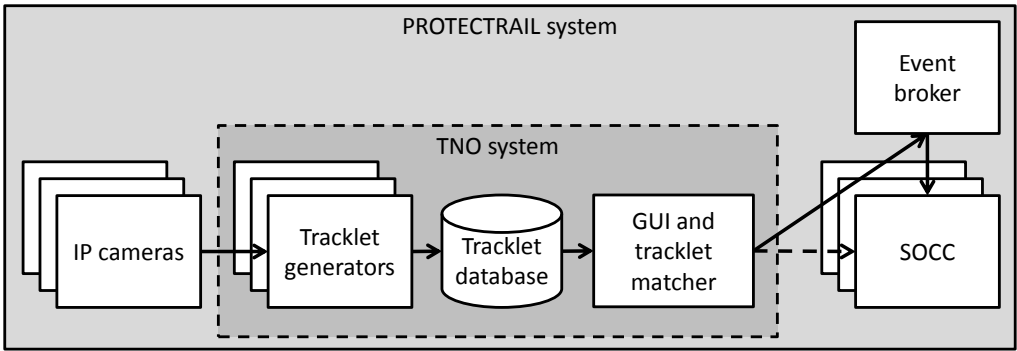 PROTECTRAIL system
Event
broker
TNO system
IP cameras
Tracklet
generators
Tracklet
database
GUI and
tracklet
matcher
SOCC